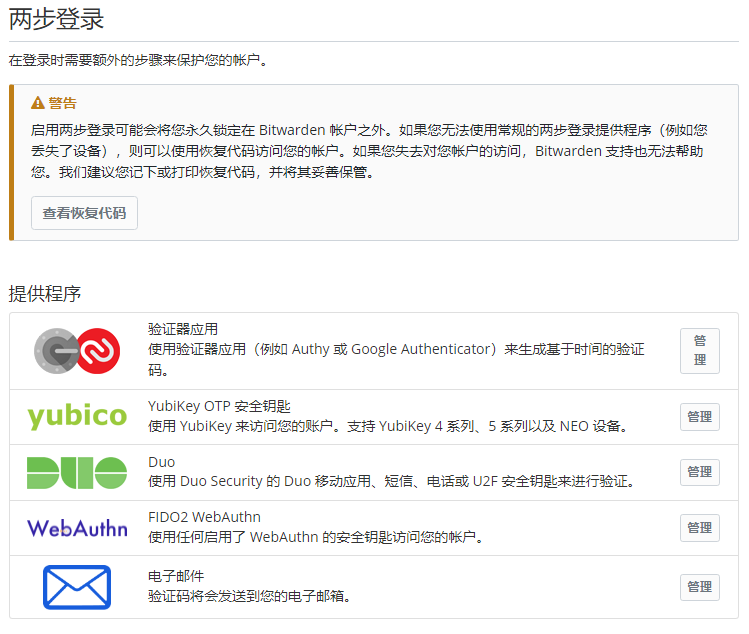 两步登录
在登录时需要额外的步骤来保护您的帐户。
警告
启用两步登录可能会将您永久锁定在 Bitwarden 帐户之外。如果您无法使用常规的两步登录提供程序（例如您
丢失了设备），则可以使用恢复代码访问您的帐户。如果您失去对您帐户的访问，Bitwarden 支持也无法帮助
您。我们建议您记下或打印恢复代码，并将其妥善保管。
查看恢复代码
提供程序
验证器应用
使用验证器应用（例如 Authy 或 Google Authenticator）来生成基于时间的验证
码。
管
理
yubico
YubiKey OTP 安全钥匙
使用 YubiKey 来访问您的账户。支持 YubiKey 4 系列、5 系列以及 NEO 设备。
管理
DUO
Duo
使用 Duo Security 的 Duo 移动应用、短信、电话或 U2F 安全钥匙来进行验证。
管理
WebAuthn
FIDO2 WebAuthn
使用任何启用了 WebAuthn 的安全钥匙访问您的帐户。
管理
电子邮件
验证码将会发送到您的电子邮箱。
管理